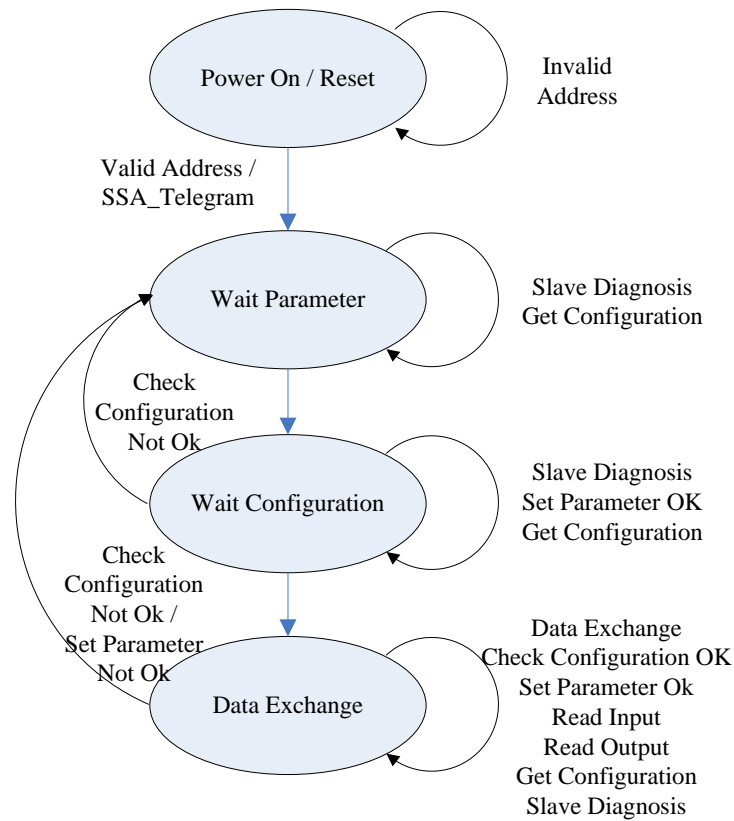 Power On / Reset
Invalid
Address
Valid Address /
SSA_Telegram
Wait Parameter
Slave Diagnosis
Get Configuration
Check
Configuration
Not Ok
Wait Configuration
Slave Diagnosis
Set Parameter OK
Get Configuration
Check
Configuration
Not Ok /
Set Parameter
Not Ok
Data Exchange
Data Exchange
Check Configuration OK
Set Parameter Ok
Read Input
Read Output
Get Configuration
Slave Diagnosis